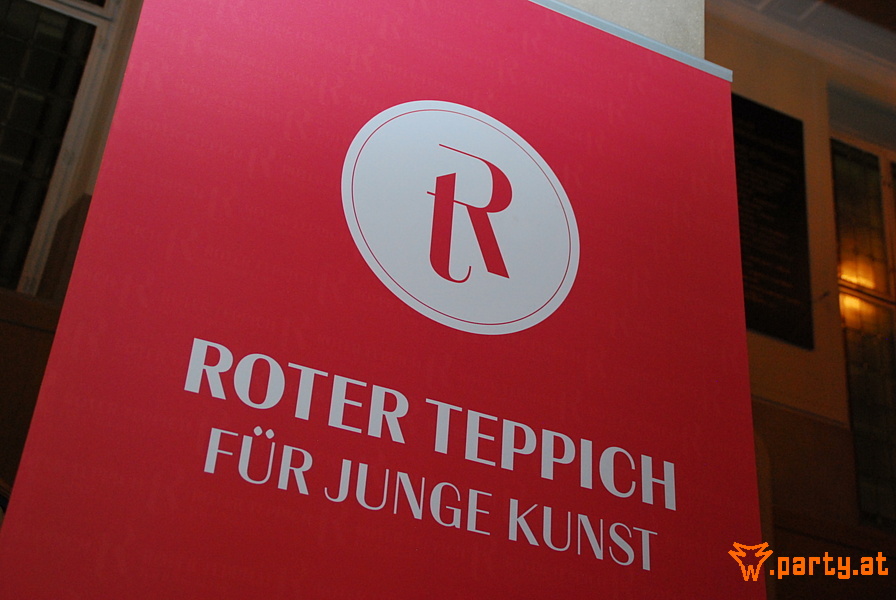 tR
ROTER TEPPICH
FÜR JUNGE KUNST
w.party.at